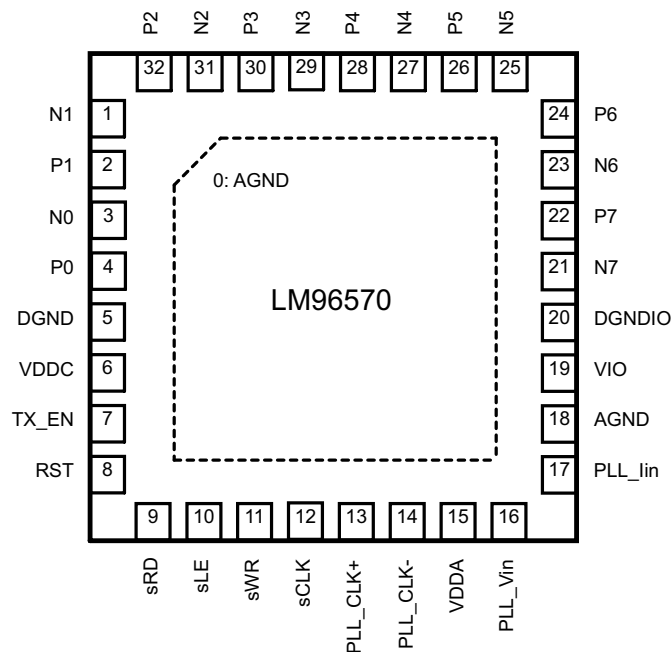 P2 N2 P3 N3 P4 N4 P5 N5
32 31 30 29 28 27 26 25
N1 1 24 P6
P1 2 23 N6
0: AGND
N0 3 22 P7
P0 4 21 N7
LM96570
DGND 5 20 DGNDIO
VDDC 6 19 VIO
TX_EN 7 18 AGND
RST 8 17 PLL_Iin
9 10 11 12 13 14 15 16
sRD sLE sWR sCLK PLL_CLK+ PLL_CLK- VDDA PLL_Vin